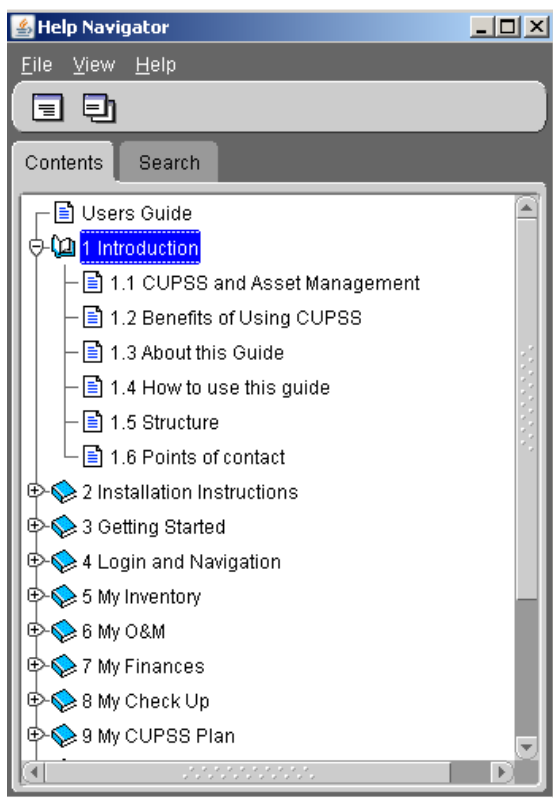 Help Navigator
File View Help
Contents Search
Users Guide
1 Introduction
1.1 CUPSS and Asset Management
1.2 Benefits of Using CUPSS
1.3 About this Guide
1.4 How to use this guide
1.5 Structure
1.6 Points of contact
2 Installation Instructions
3 Getting Started
4 Login and Navigation
5 My Inventory
6 My O&M
7 My Finances
8 My Check Up
9 My CUPSS Plan